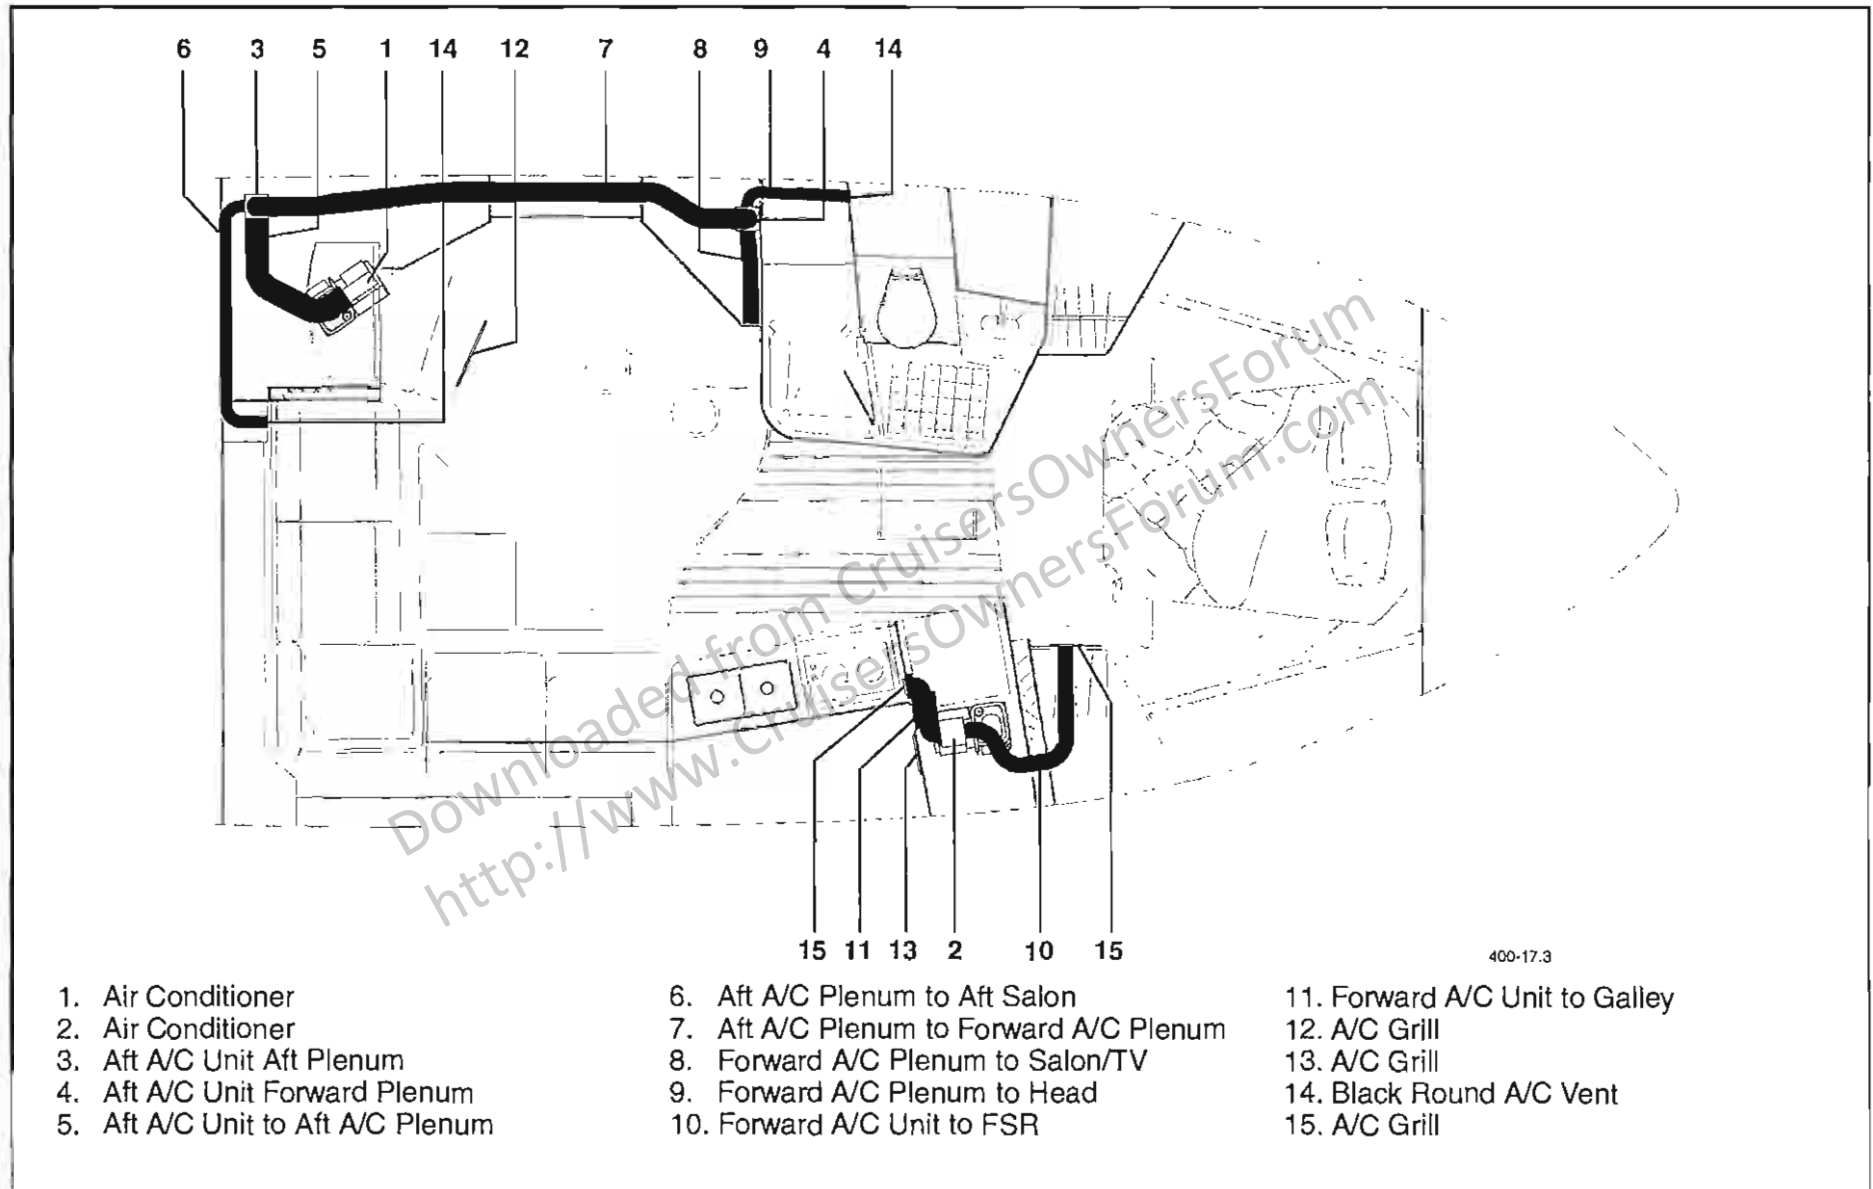 6 3 5 1 14 12 7 8 9 4 14
Downloaded from CruisersOwnersForum
http://www.CruisersOwnersForum.com
15 11 13 2 10 15
400-17.3
1. Air Conditioner
2. Air Conditioner
3. Aft A/C Unit Aft Plenum
4. Aft A/C Unit Forward Plenum
5. Aft A/C Unit to Aft A/C Plenum
6. Aft A/C Plenum to Aft Salon
7. Aft A/C Plenum to Forward A/C Plenum
8. Forward A/C Plenum to Salon/TV
9. Forward A/C Plenum to Head
10. Forward A/C Unit to FSR
11. Forward A/C Unit to Galley
12. A/C Grill
13. A/C Grill
14. Black Round A/C Vent
15. A/C Grill